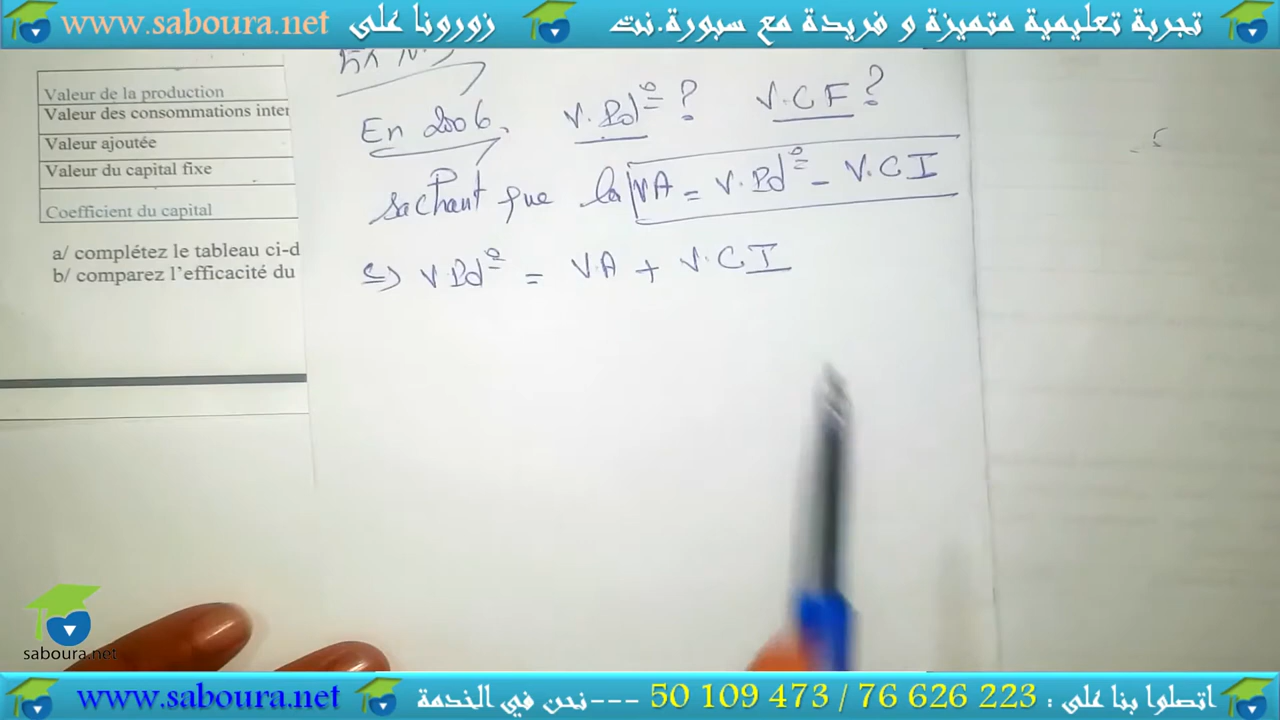 زورونا على www.saboura.net
تجربة تعليمية متميزة و فريدة مع سبورة.نت
Valeur de la production
Valeur des consommations inter
Valeur ajoutée
Valeur du capital fixe
Coefficient du capital
a/ complétez le tableau ci-d
b/ comparez l'efficacité du
En 2006, V.Pd° ? V.CF ?
sachant que la VA = V.Pd° - V.CI
<=> V.Pd° = V.A + V.CI
saboura.net
www.saboura.net
اتصلوا بنا على : 223 626 76 / 473 109 50 ---نحن في الخدمة